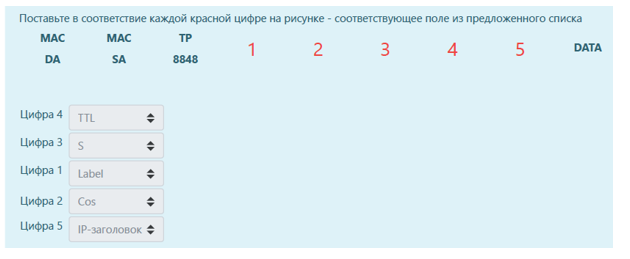 Поставьте в соответствие каждой красной цифре на рисунке - соответствующее поле из предложенного списка
MAC MAC TP
DA SA 8848 1 2 3 4 5 DATA
Цифра 4 TTL
Цифра 3 S
Цифра 1 Label
Цифра 2 Cos
Цифра 5 IP-заголовок